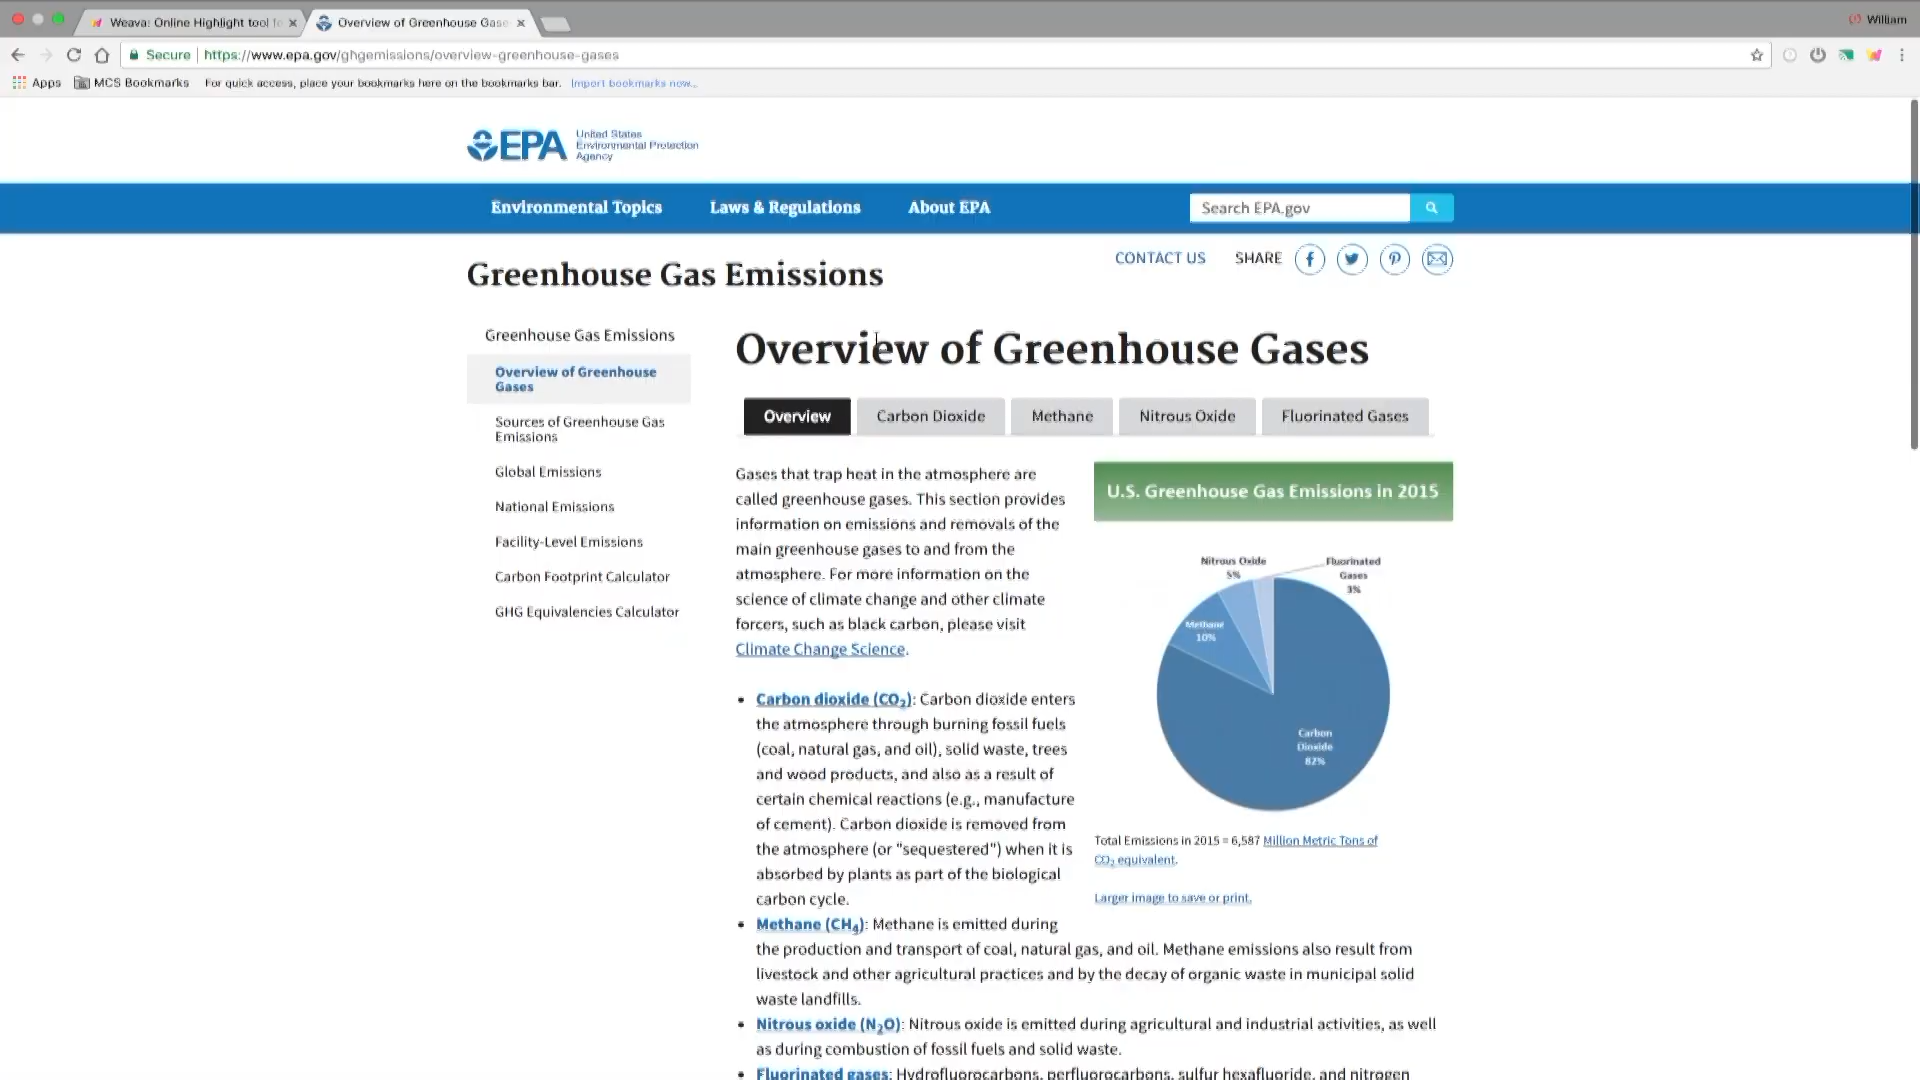 Weava: Online Highlight tool fo
Overview of Greenhouse Gase
William
Secure
https://www.epa.gov/ghgemissions/overview-greenhouse-gases
Apps
MCS Bookmarks
For quick access, place your bookmarks here on the bookmarks bar.
Import bookmarks now...
EPA
United States
Environmental Protection
Agency
Environmental Topics
Laws & Regulations
About EPA
Search EPA.gov
CONTACT US
SHARE
Greenhouse Gas Emissions
Greenhouse Gas Emissions
Overview of Greenhouse
Gases
Sources of Greenhouse Gas
Emissions
Global Emissions
National Emissions
Facility-Level Emissions
Carbon Footprint Calculator
GHG Equivalencies Calculator
Overview of Greenhouse Gases
Overview
Carbon Dioxide
Methane
Nitrous Oxide
Fluorinated Gases
Gases that trap heat in the atmosphere are
called greenhouse gases. This section provides
information on emissions and removals of the
main greenhouse gases to and from the
atmosphere. For more information on the
science of climate change and other climate
forcers, such as black carbon, please visit
Climate Change Science.
• Carbon dioxide (CO₂): Carbon dioxide enters
the atmosphere through burning fossil fuels
(coal, natural gas, and oil), solid waste, trees
and wood products, and also as a result of
certain chemical reactions (e.g., manufacture
of cement). Carbon dioxide is removed from
the atmosphere (or "sequestered") when it is
absorbed by plants as part of the biological
carbon cycle.
• Methane (CH₄): Methane is emitted during
the production and transport of coal, natural gas, and oil. Methane emissions also result from
livestock and other agricultural practices and by the decay of organic waste in municipal solid
waste landfills.
• Nitrous oxide (N₂O): Nitrous oxide is emitted during agricultural and industrial activities, as well
as during combustion of fossil fuels and solid waste.
• Fluorinated gases: Hydrofluorocarbons, perfluorocarbons, sulfur hexafluoride, and nitrogen
U.S. Greenhouse Gas Emissions in 2015
Nitrous Oxide
5%
Fluorinated
Gases
3%
Methane
10%
Carbon
Dioxide
82%
Total Emissions in 2015 = 6,587 Million Metric Tons of
CO₂ equivalent.
Larger image to save or print.